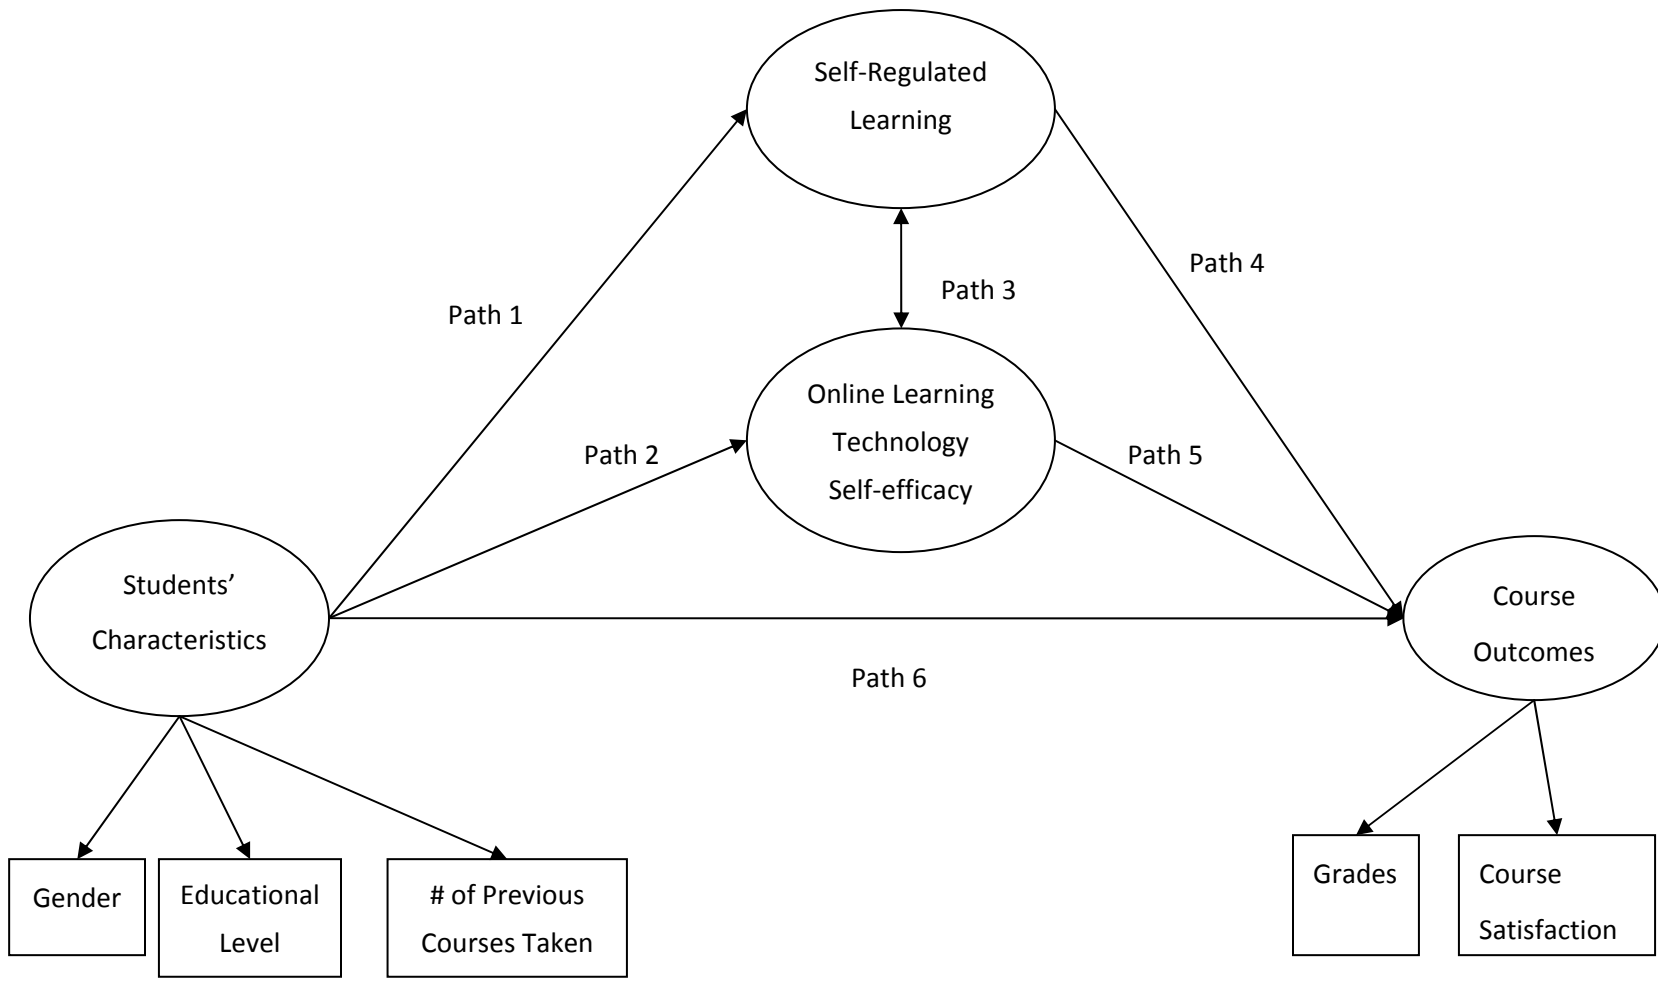 Self-Regulated
Learning
Path 4
Path 3
Path 1
Online Learning
Technology
Self-efficacy
Path 2
Path 5
Students’
Characteristics
Course
Outcomes
Path 6
Gender
Educational
Level
# of Previous
Courses Taken
Grades
Course
Satisfaction